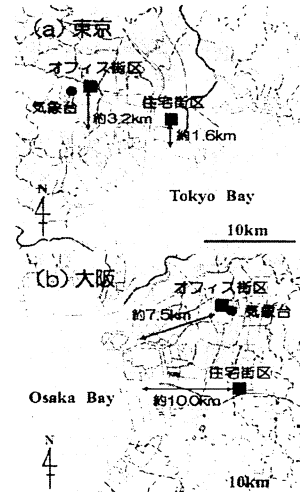 (a) 東京
オフィス街区
気象台
住宅街区
約3.2km
約1.6km
N
Tokyo Bay
10km
(b) 大阪
オフィス街区
約7.5km
気象台
住宅街区
Osaka Bay
約10.0km
N
10km